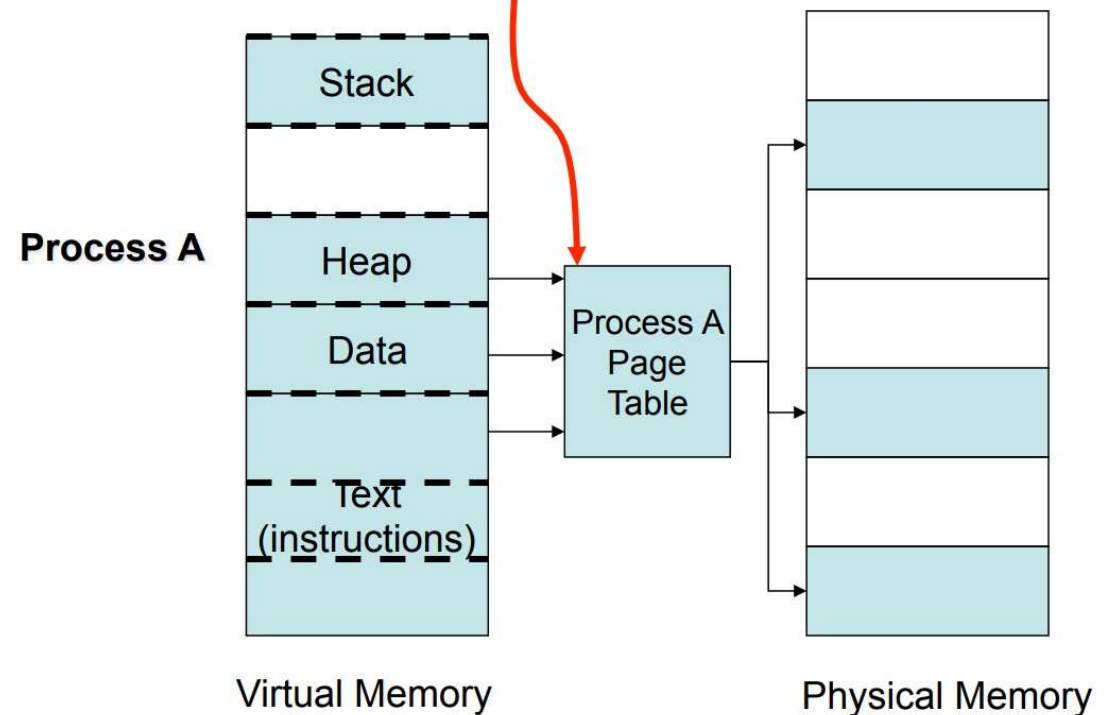 Stack
Process A
Heap
Data
Process A
Page
Table
Text
(instructions)
Virtual Memory
Physical Memory